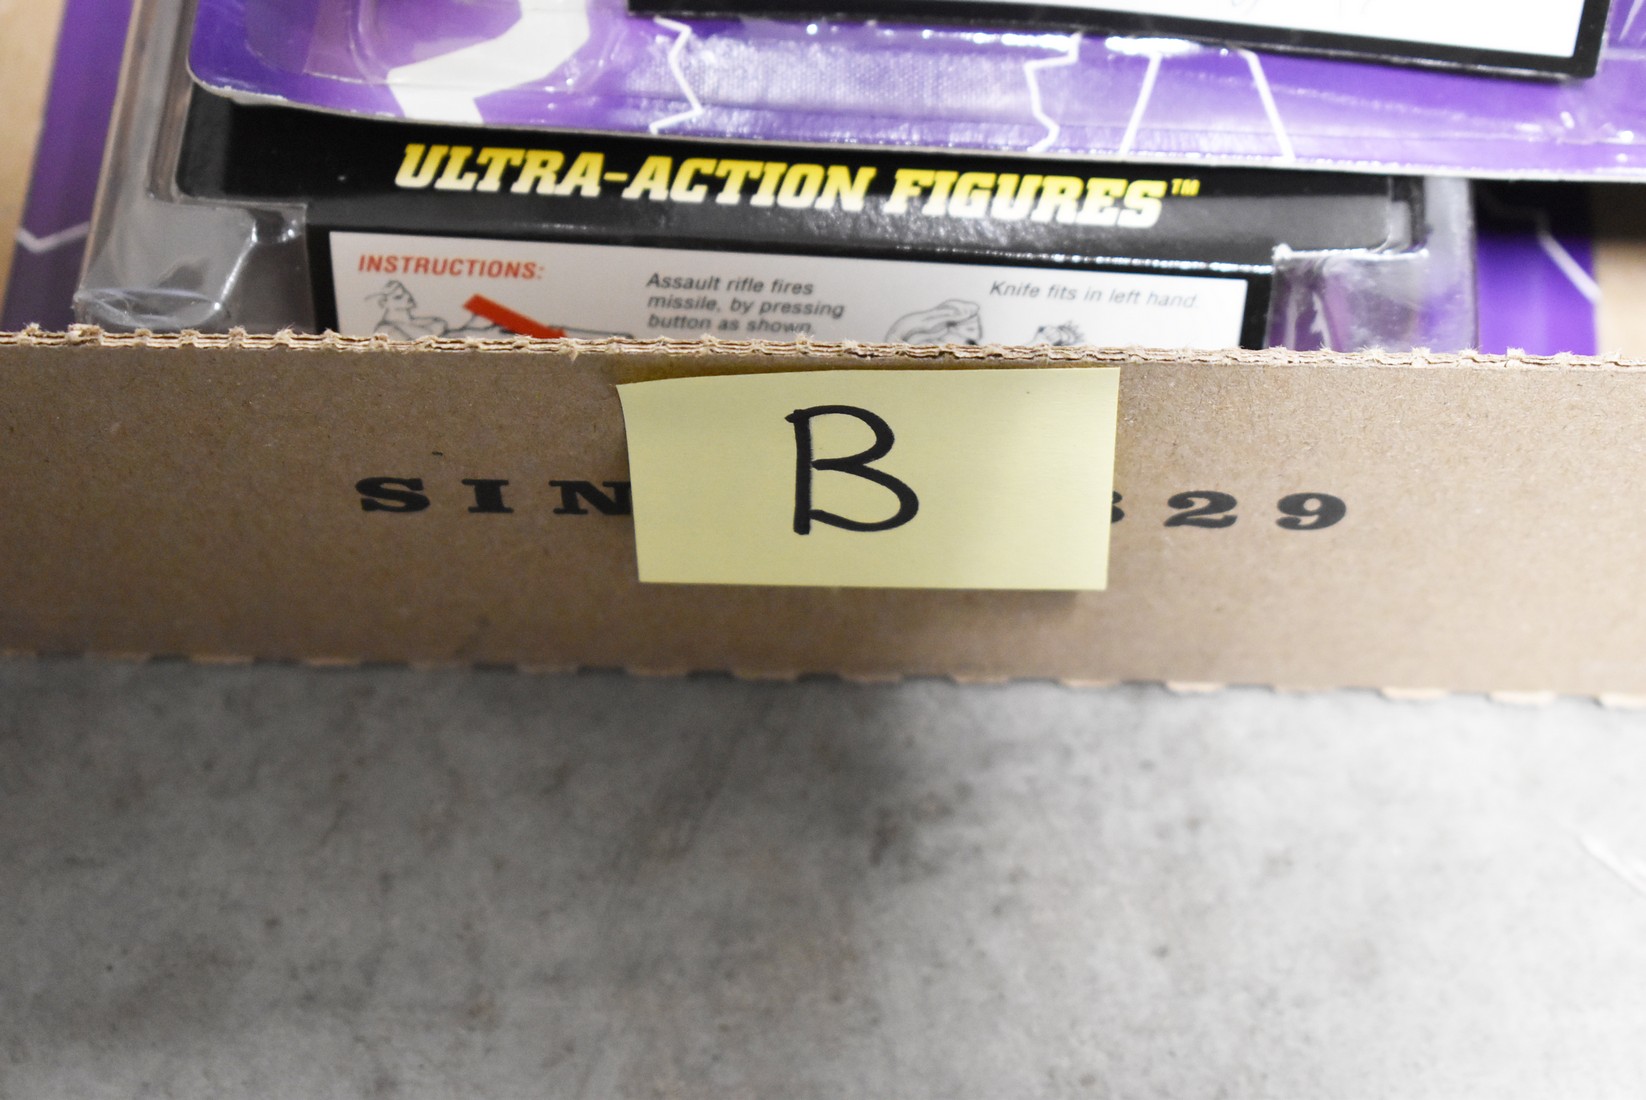 ULTRA-ACTION FIGURES™
INSTRUCTIONS:
Assault rifle fires
missile, by pressing
button as shown.
Knife fits in left hand.
B
SIN
29